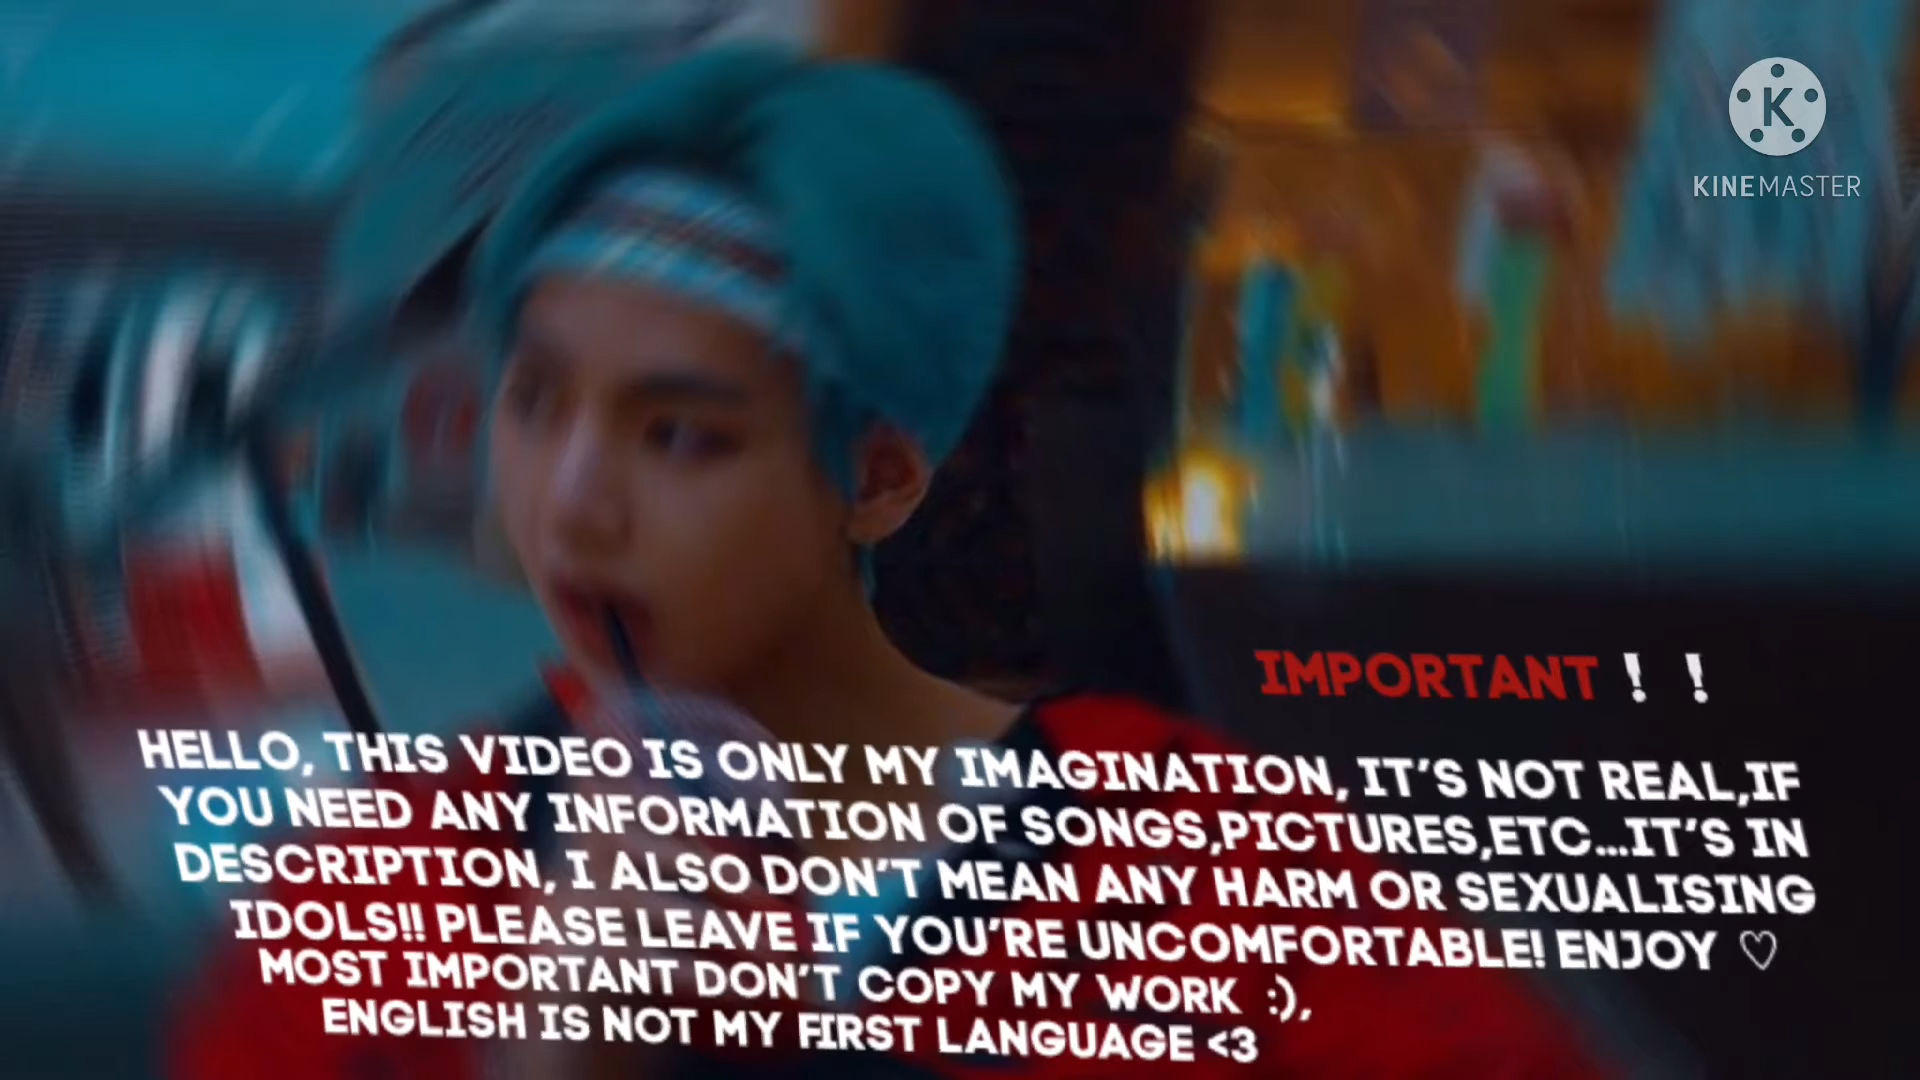 KINEMASTER
IMPORTANT❗❗
HELLO, THIS VIDEO IS ONLY MY IMAGINATION, IT'S NOT REAL,IF
YOU NEED ANY INFORMATION OF SONGS,PICTURES,ETC...IT'S IN
DESCRIPTION, I ALSO DON'T MEAN ANY HARM OR SEXUALISING
IDOLS!! PLEASE LEAVE IF YOU'RE UNCOMFORTABLE! ENJOY ♡
MOST IMPORTANT DON'T COPY MY WORK :),
ENGLISH IS NOT MY FIRST LANGUAGE <3